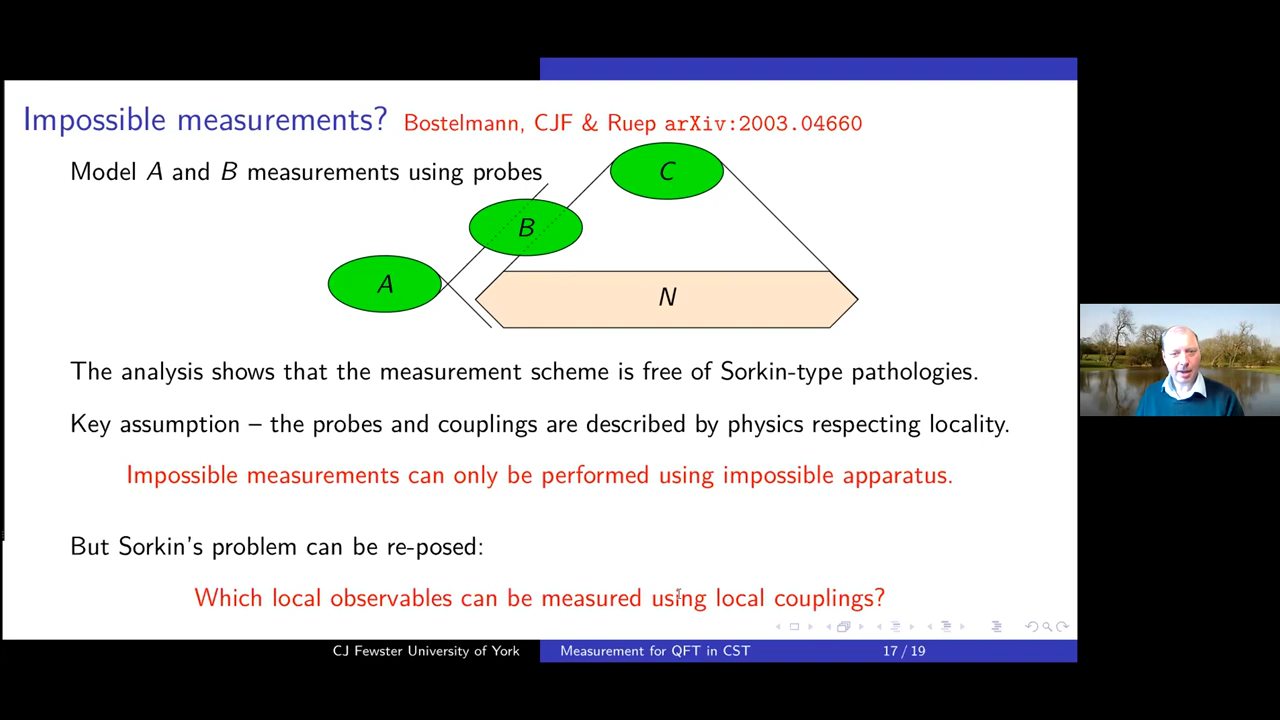 Impossible measurements? Bostelmann, CJF & Ruep arXiv:2003.04660
Model A and B measurements using probes
C
B
A
N
The analysis shows that the measurement scheme is free of Sorkin-type pathologies.
Key assumption – the probes and couplings are described by physics respecting locality.
Impossible measurements can only be performed using impossible apparatus.
But Sorkin's problem can be re-posed:
Which local observables can be measured using local couplings?
CJ Fewster University of York Measurement for QFT in CST 17 / 19